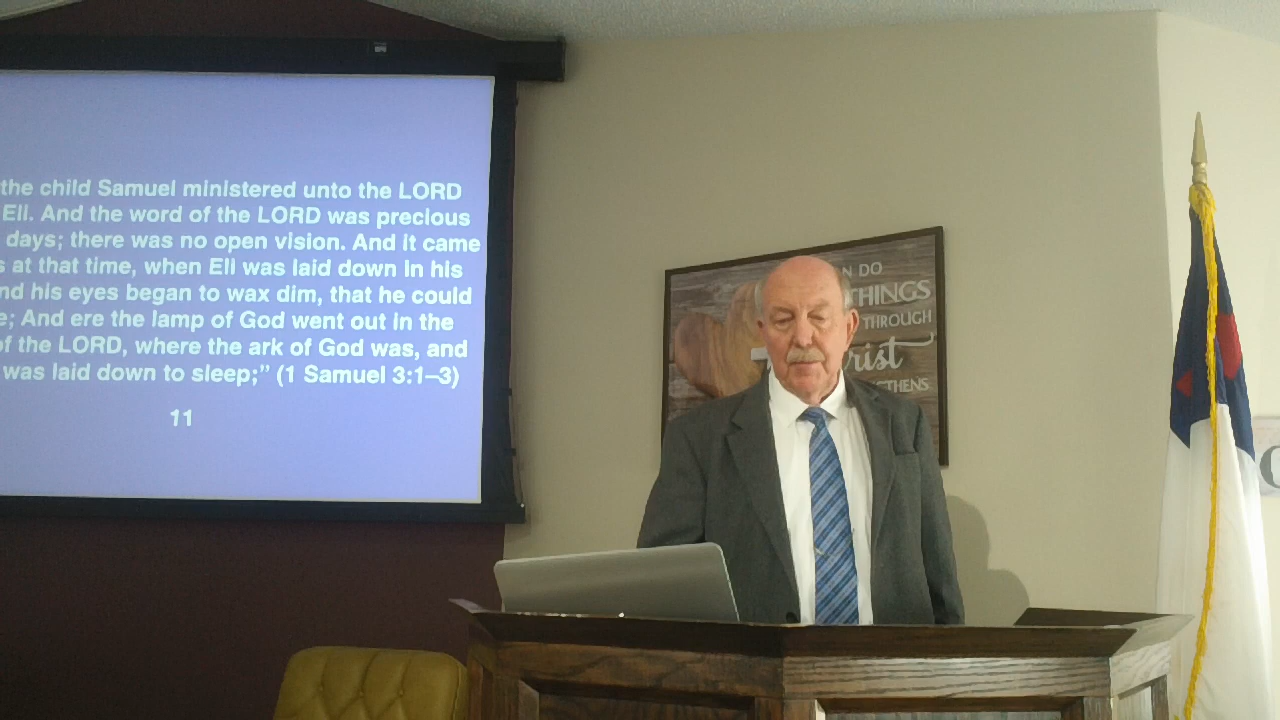 the child Samuel ministered unto the LORD
Eli. And the word of the LORD was precious
days; there was no open vision. And it came
at that time, when Eli was laid down in his
his eyes began to wax dim, that he could
And ere the lamp of God went out in the
of the LORD, where the ark of God was, and
was laid down to sleep;” (1 Samuel 3:1–3)
11
DO
THINGS
THROUGH